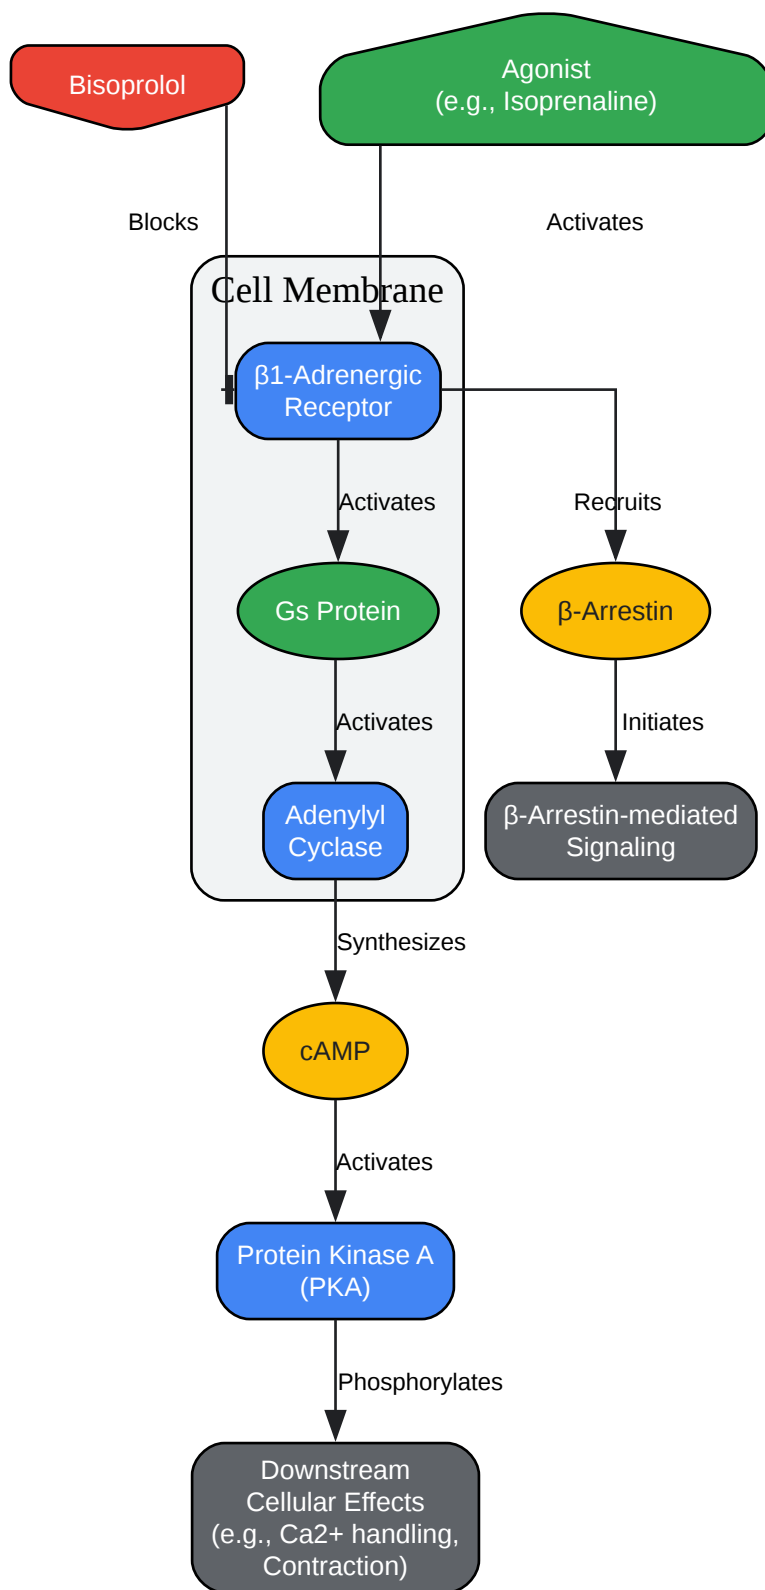 Bisoprolol
Agonist
(e.g., Isoprenaline)
Blocks
Activates
Cell Membrane
β1-Adrenergic
Receptor
Activates
Recruits
Gs Protein
β-Arrestin
Activates
Initiates
Adenylyl
Cyclase
β-Arrestin-mediated
Signaling
Synthesizes
cAMP
Activates
Protein Kinase A
(PKA)
Phosphorylates
Downstream
Cellular Effects
(e.g., Ca2+ handling,
Contraction)